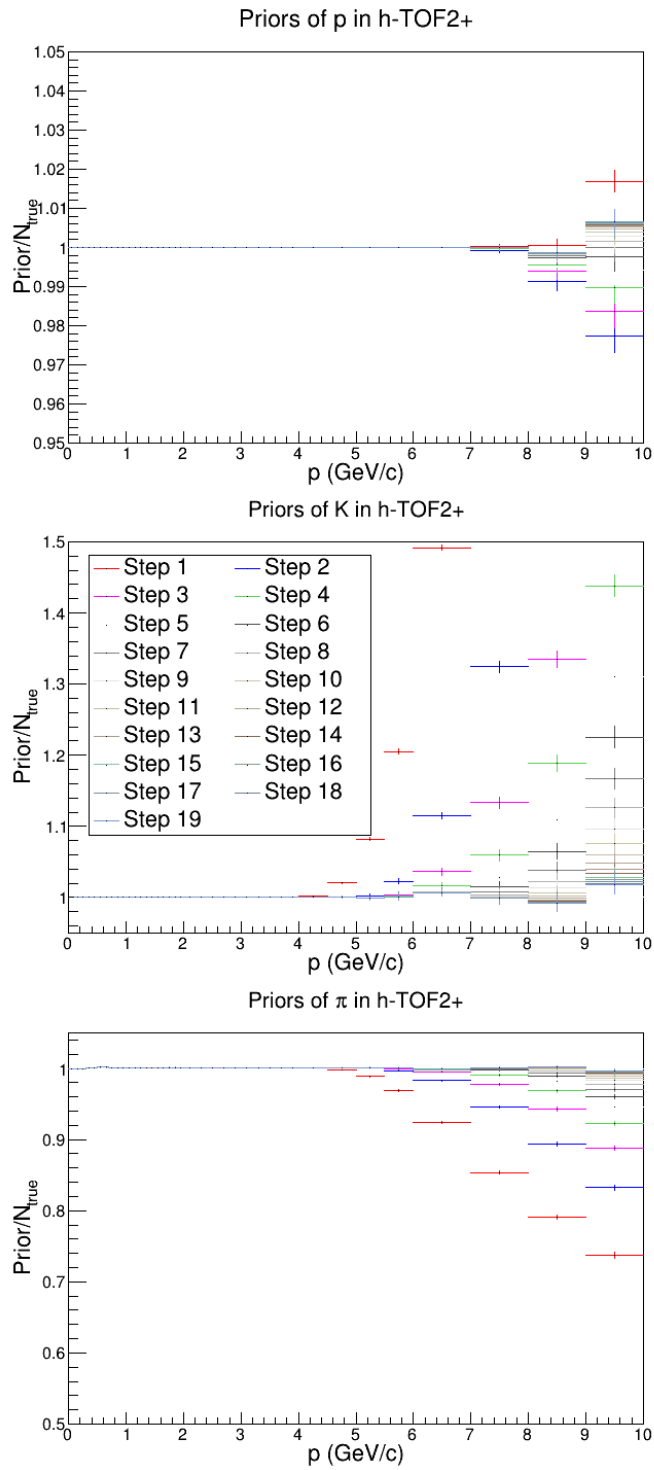 Priors of p in h-TOF2+
Prior/N_true
1.05
1.04
1.03
1.02
1.01
1
0.99
0.98
0.97
0.96
0.95
0 1 2 3 4 5 6 7 8 9 10
p (GeV/c)
Priors of K in h-TOF2+
Prior/N_true
1.5
1.4
1.3
1.2
1.1
1
Step 1 Step 2
Step 3 Step 4
Step 5 Step 6
Step 7 Step 8
Step 9 Step 10
Step 11 Step 12
Step 13 Step 14
Step 15 Step 16
Step 17 Step 18
Step 19
0 1 2 3 4 5 6 7 8 9 10
p (GeV/c)
Priors of π in h-TOF2+
Prior/N_true
1
0.9
0.8
0.7
0.6
0.5
0 1 2 3 4 5 6 7 8 9 10
p (GeV/c)